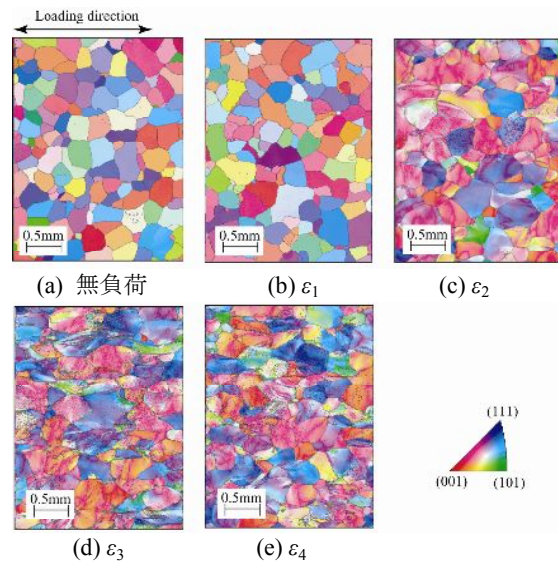 Loading direction
0.5mm
0.5mm
0.5mm
(a) 無負荷
(b) ε1
(c) ε2
0.5mm
0.5mm
(111)
(001)
(101)
(d) ε3
(e) ε4